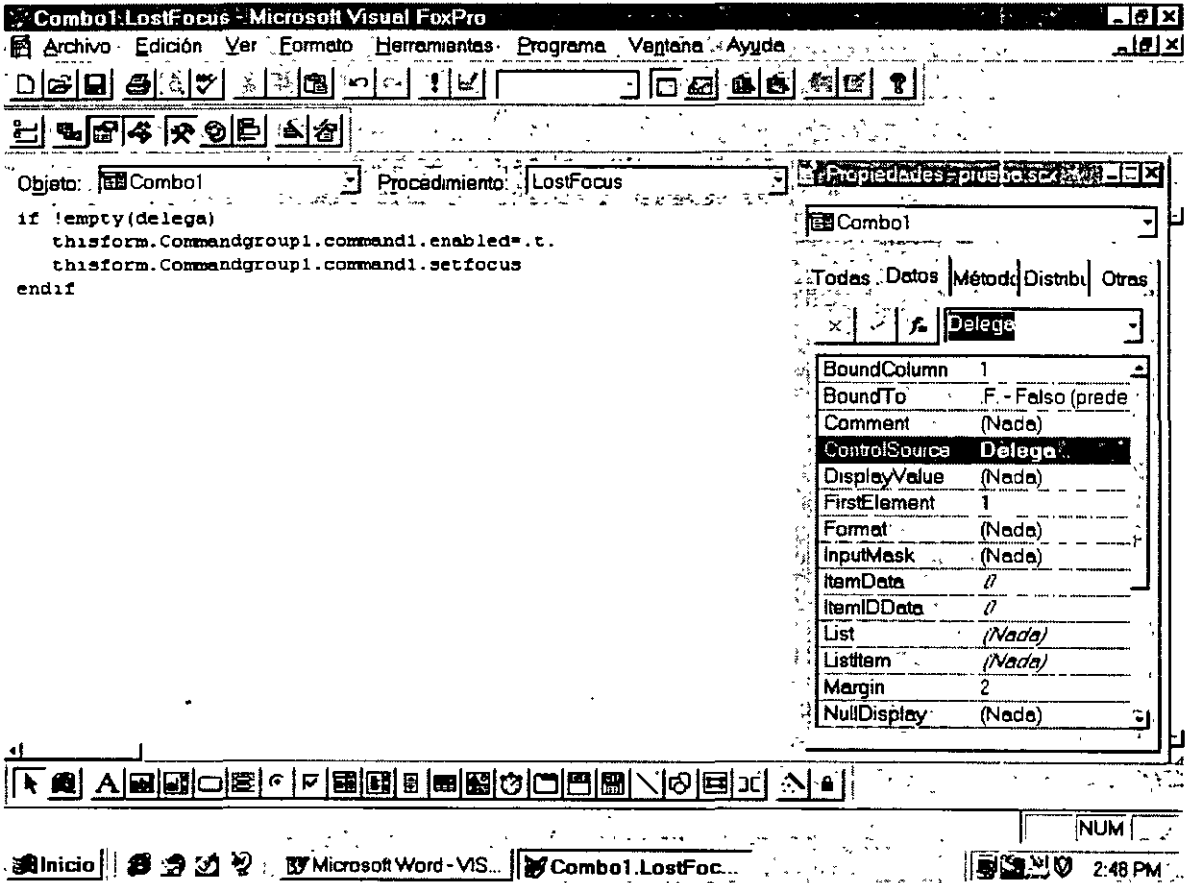 Combo1.LostFocus - Microsoft Visual FoxPro
Archivo Edición Ver Formato Herramientas Programa Ventana Ayuda
Objeto: Combo1 Procedimiento: LostFocus
if !empty(delega)
thisform.Commandgroup1.command1.enabled=.t.
thisform.Commandgroup1.command1.setfocus
endif
Propiedades - prueba.scx
Combo1
Todas Datos Métodc Distribu Otras
Delega
BoundColumn 1
BoundTo .F. - Falso (prede
Comment (Nada)
ControlSource Delega
DisplayValue (Nada)
FirstElement 1
Format (Nada)
InputMask (Nada)
ItemData 0
ItemIDData 0
List (Nada)
ListItem (Nada)
Margin 2
NullDisplay (Nada)
NUM
Inicio Microsoft Word - VIS... Combo1.LostFoc... 2:48 PM